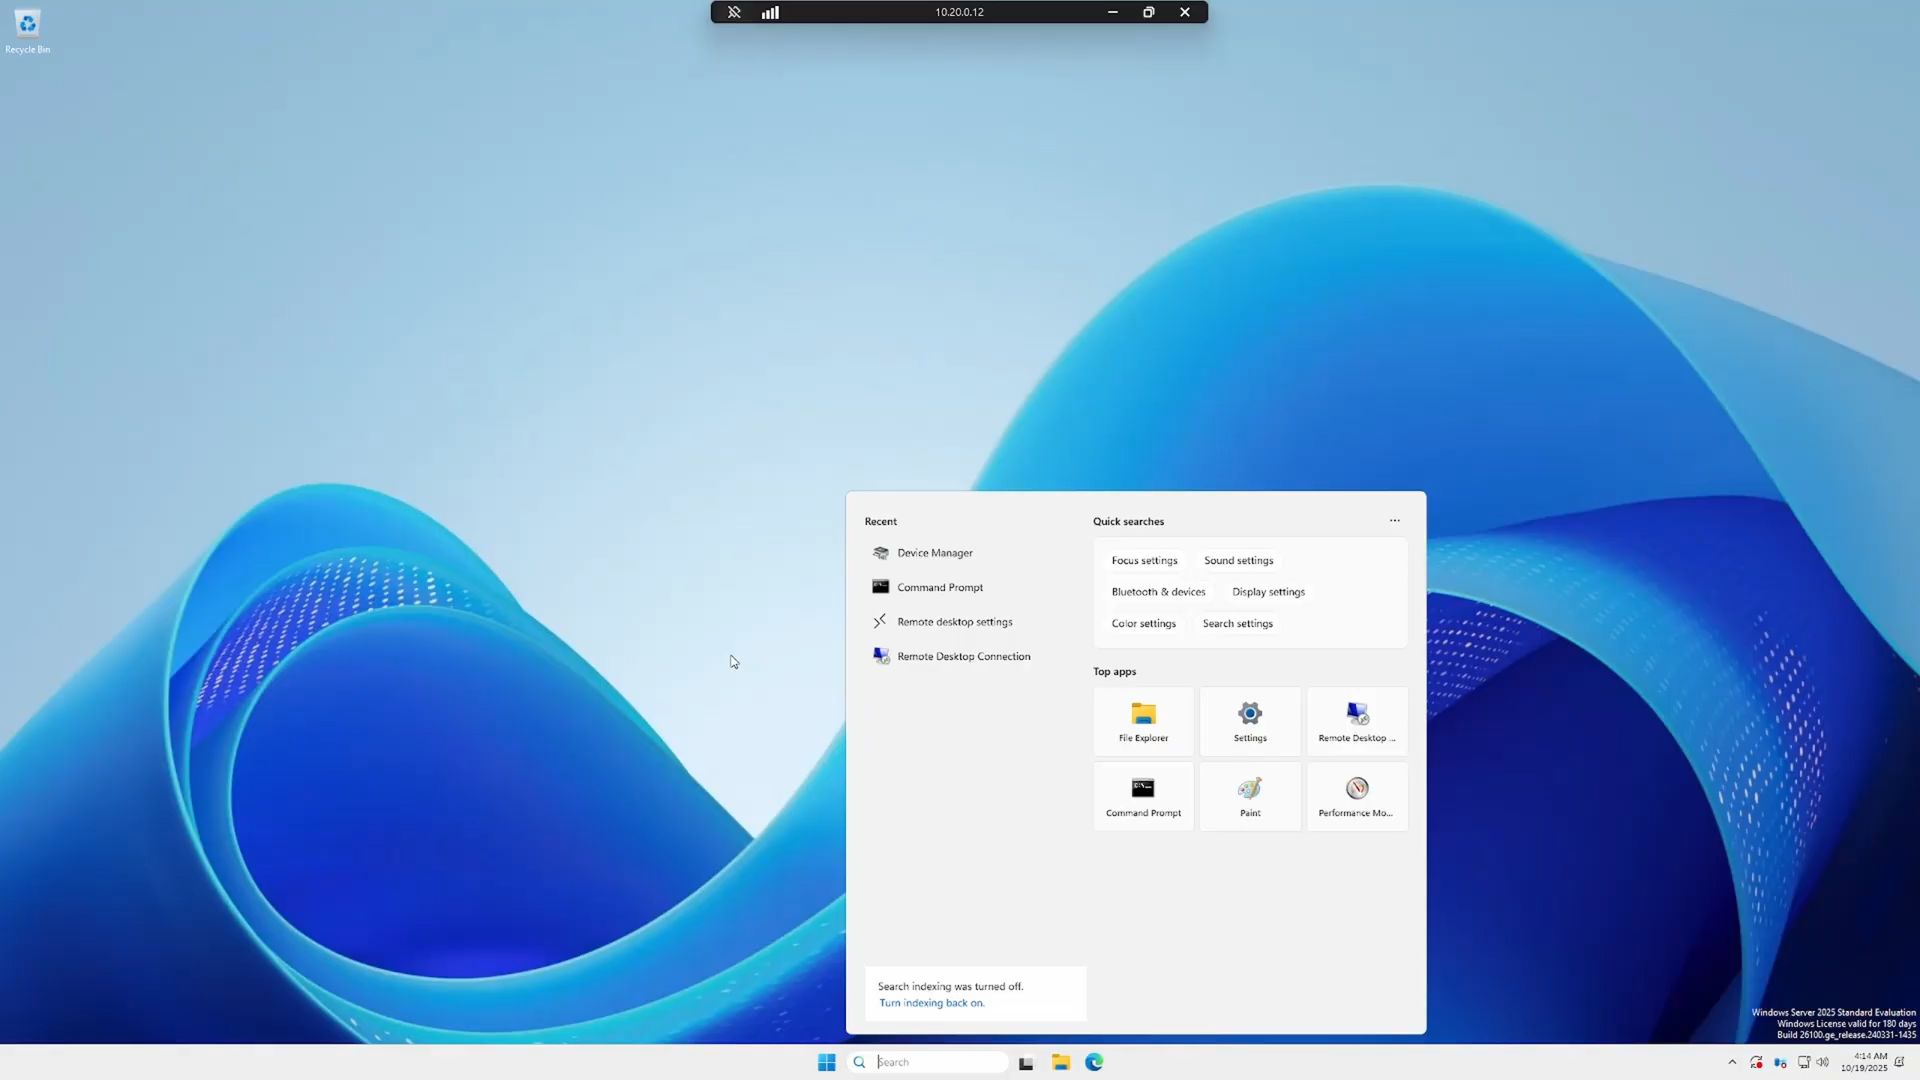 10.20.0.12
Recycle Bin
Recent
Device Manager
Command Prompt
Remote desktop settings
Remote Desktop Connection
Quick searches
Focus settings
Sound settings
Bluetooth & devices
Display settings
Color settings
Search settings
Top apps
File Explorer
Settings
Remote Desktop ...
Command Prompt
Paint
Performance Mo...
Search indexing was turned off.
Turn indexing back on.
Windows Server 2025 Standard Evaluation
Windows License valid for 180 days
Build 26100.ge_release.240331-1435
Search
4:14 AM
10/19/2025